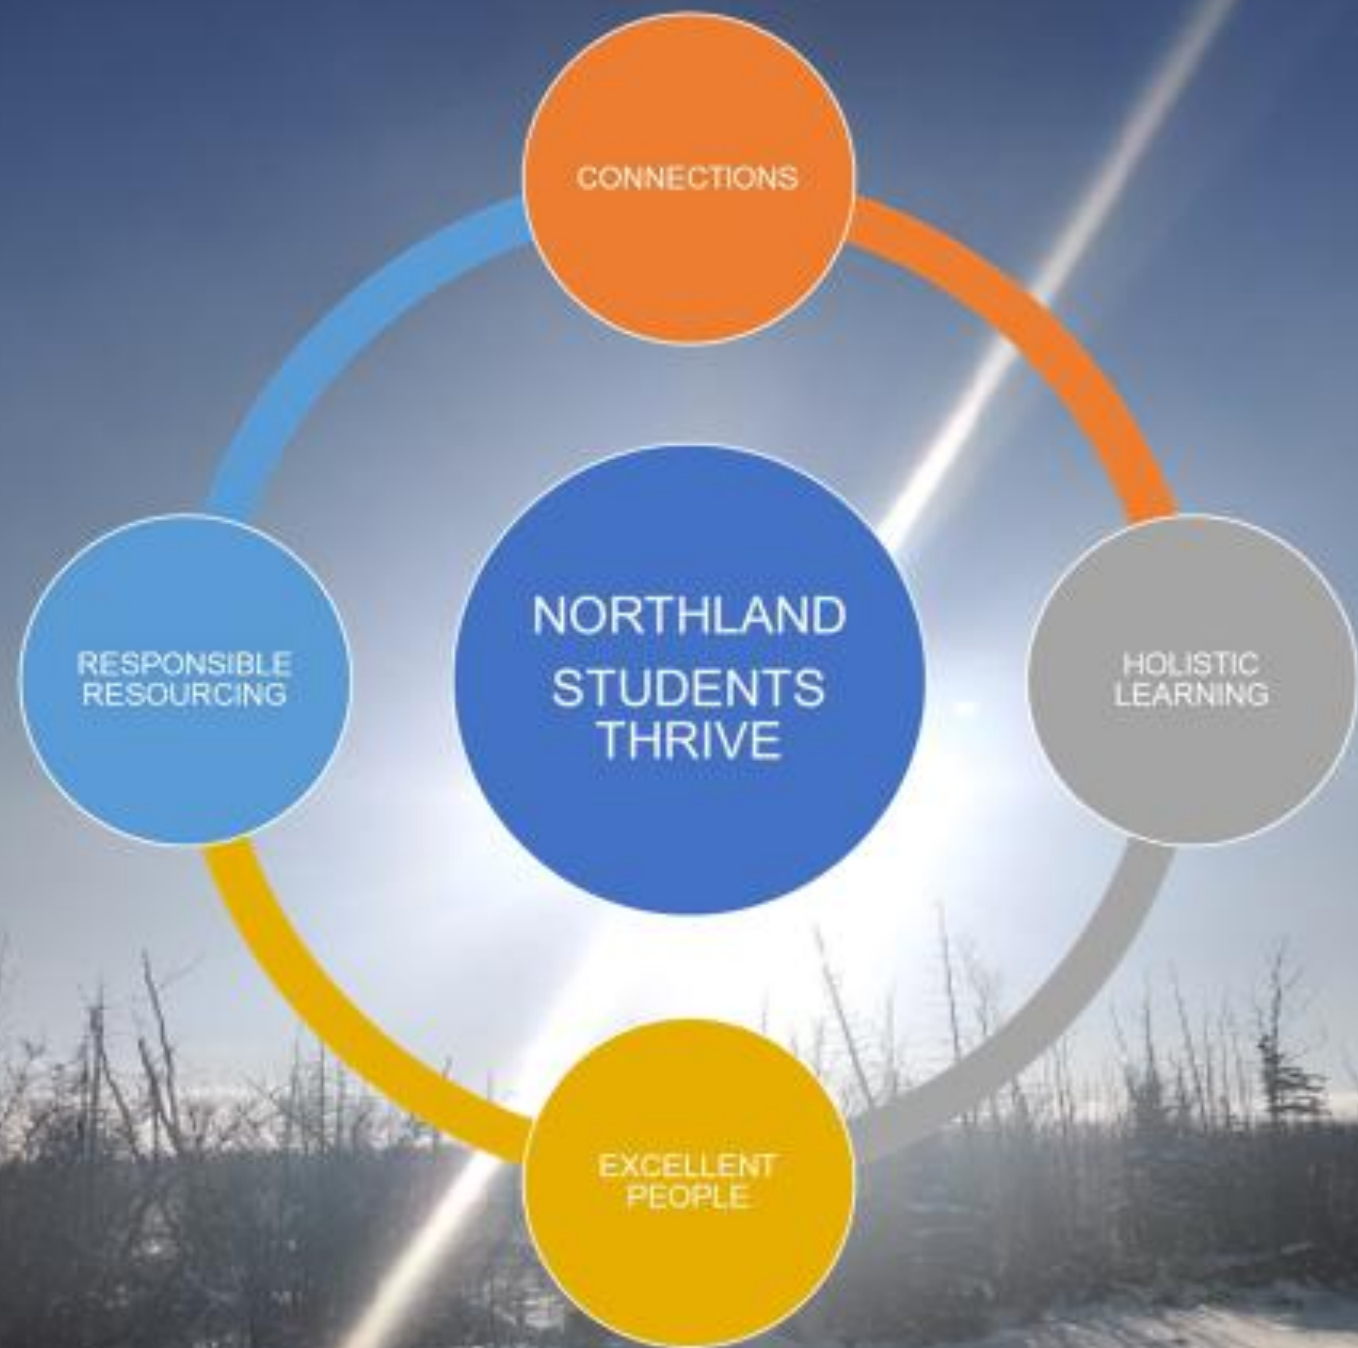 CONNECTIONS
NORTHLAND
STUDENTS
THRIVE
RESPONSIBLE
RESOURCING
HOLISTIC
LEARNING
EXCELLENT
PEOPLE